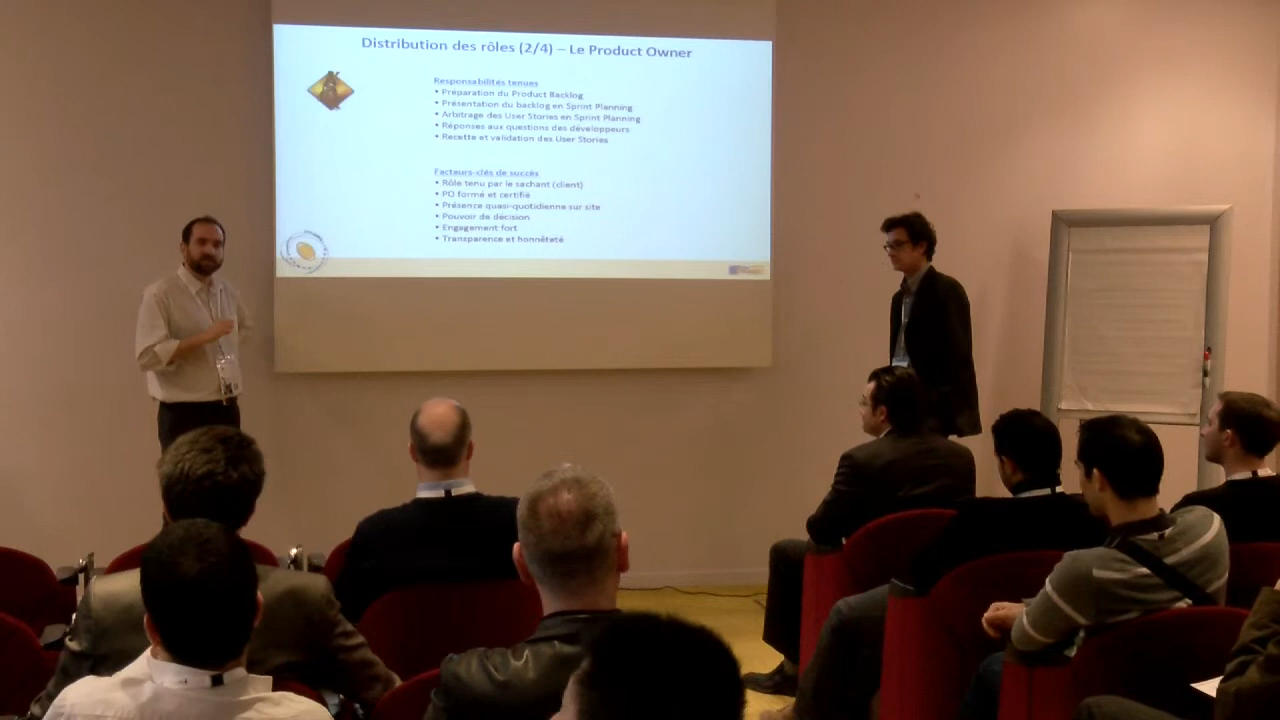 Distribution des rôles (2/4) – Le Product Owner
Responsabilités tenues
• Préparation du Product Backlog
• Présentation du backlog en Sprint Planning
• Arbitrage des User Stories en Sprint Planning
• Réponses aux questions des développeurs
• Recette et validation des User Stories
Facteurs-clés de succès
• Rôle tenu par le sachant (client)
• PO formé et certifié
• Présence quasi-quotidienne sur site
• Pouvoir de décision
• Engagement fort
• Transparence et honnêteté